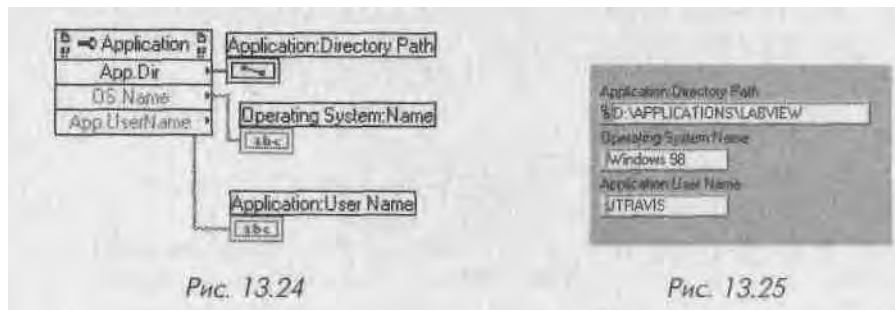 Application
Application:Directory Path
App.Dir
OS.Name
App.UserName
Operating System:Name
abc
Application:User Name
abc
Рис. 13.24
Application:Directory Path
D:\APPLICATIONS\LABVIEW
Operating System:Name
Windows 98
Application:User Name
JTRAVIS
Рис. 13.25